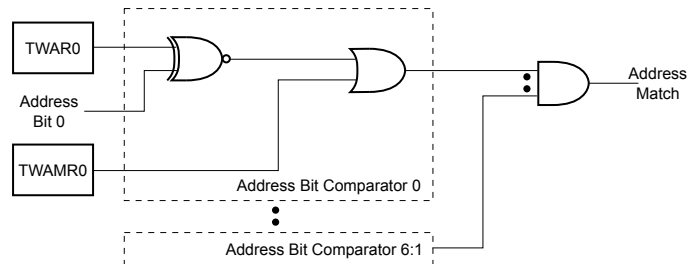 TWAR0
Address
Bit 0
TWAMR0
Address Bit Comparator 0
Address Bit Comparator 6:1
Address
Match